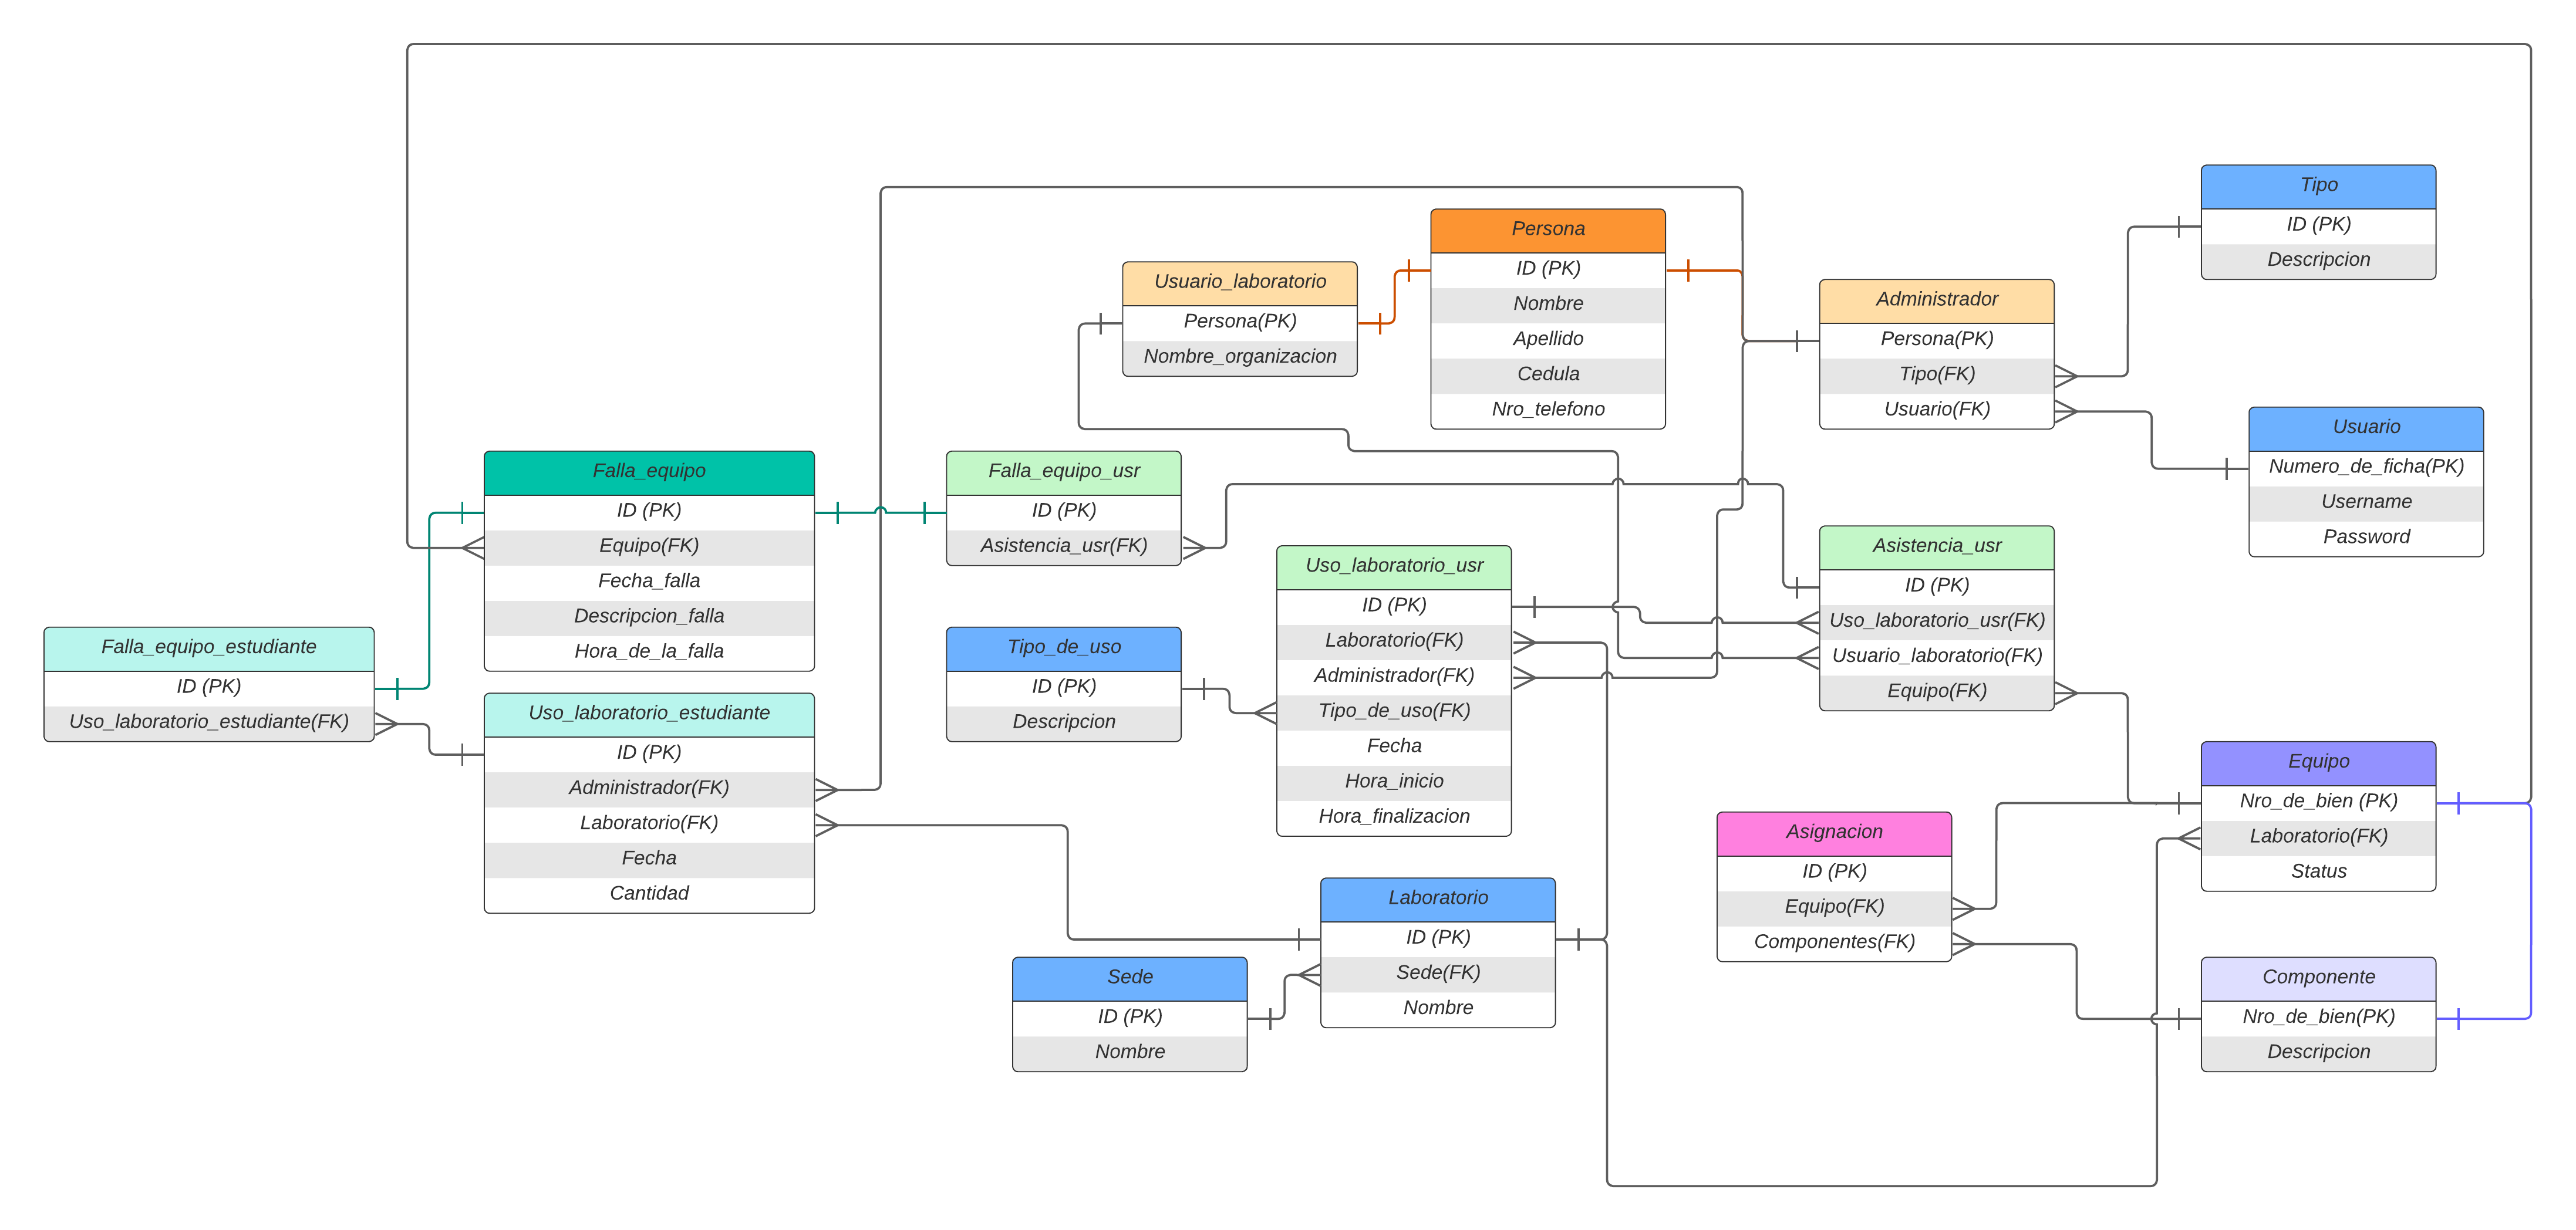 Tipo
ID (PK)
Descripcion
Persona
ID (PK)
Nombre
Apellido
Cedula
Nro_telefono
Usuario_laboratorio
Persona(PK)
Nombre_organizacion
Administrador
Persona(PK)
Tipo(FK)
Usuario(FK)
Usuario
Numero_de_ficha(PK)
Username
Password
Falla_equipo
ID (PK)
Equipo(FK)
Fecha_falla
Descripcion_falla
Hora_de_la_falla
Falla_equipo_usr
ID (PK)
Asistencia_usr(FK)
Asistencia_usr
ID (PK)
Uso_laboratorio_usr(FK)
Usuario_laboratorio(FK)
Equipo(FK)
Uso_laboratorio_usr
ID (PK)
Laboratorio(FK)
Administrador(FK)
Tipo_de_uso(FK)
Fecha
Hora_inicio
Hora_finalizacion
Falla_equipo_estudiante
ID (PK)
Uso_laboratorio_estudiante(FK)
Tipo_de_uso
ID (PK)
Descripcion
Uso_laboratorio_estudiante
ID (PK)
Administrador(FK)
Laboratorio(FK)
Fecha
Cantidad
Equipo
Nro_de_bien (PK)
Laboratorio(FK)
Status
Asignacion
ID (PK)
Equipo(FK)
Componentes(FK)
Laboratorio
ID (PK)
Sede(FK)
Nombre
Sede
ID (PK)
Nombre
Componente
Nro_de_bien(PK)
Descripcion